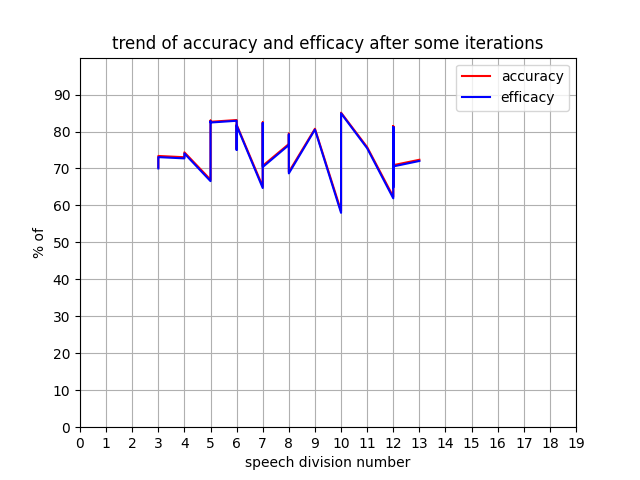 trend of accuracy and efficacy after some iterations
accuracy
efficacy
90
80
70
60
50
40
30
20
10
0
% of
0 1 2 3 4 5 6 7 8 9 10 11 12 13 14 15 16 17 18 19
speech division number